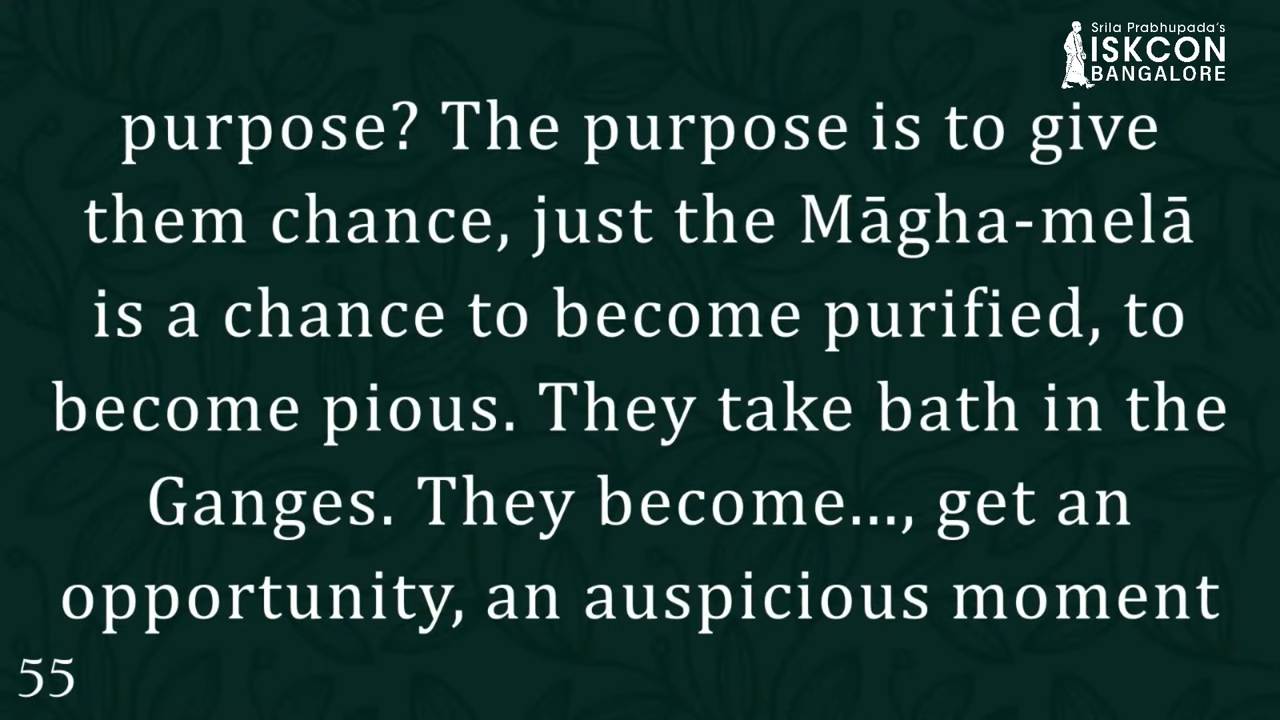 Srila Prabhupada's
ISKCON
BANGALORE
purpose? The purpose is to give
them chance, just the Māgha-melā
is a chance to become purified, to
become pious. They take bath in the
Ganges. They become..., get an
opportunity, an auspicious moment
55